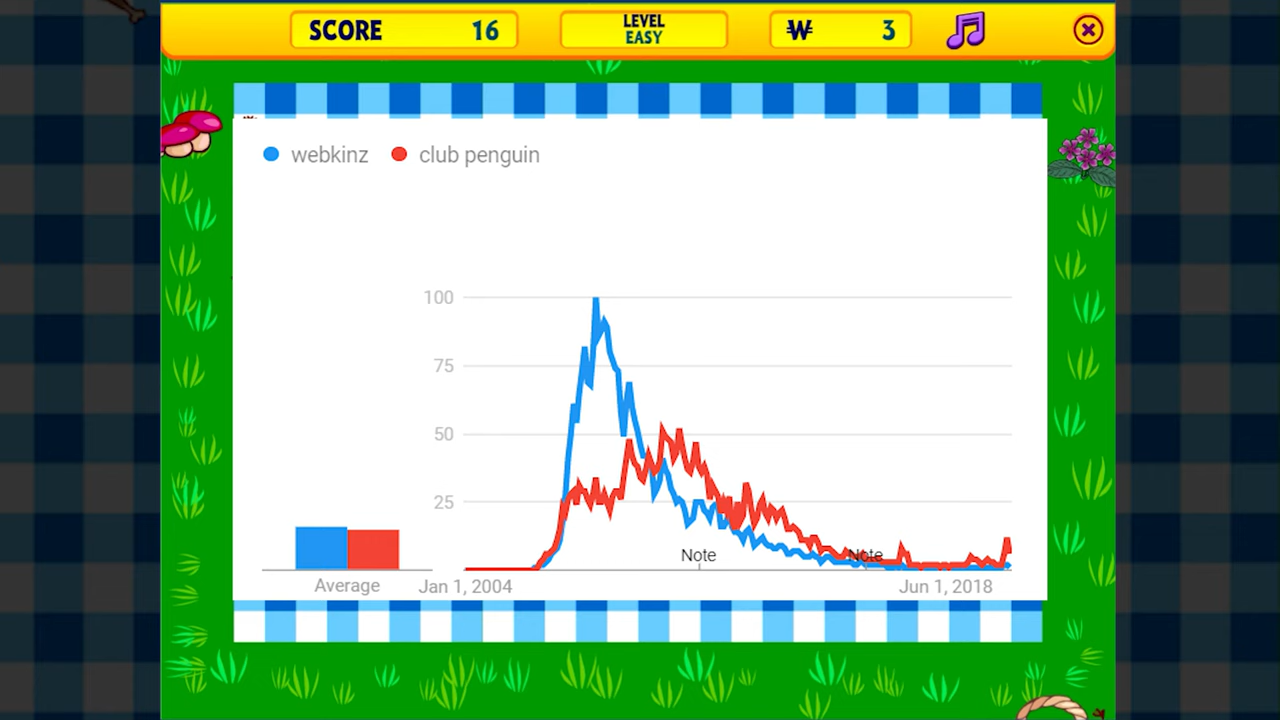 SCORE 16
LEVEL
EASY
₩ 3
webkinz club penguin
100
75
50
25
Note Note
Average Jan 1, 2004 Jun 1, 2018